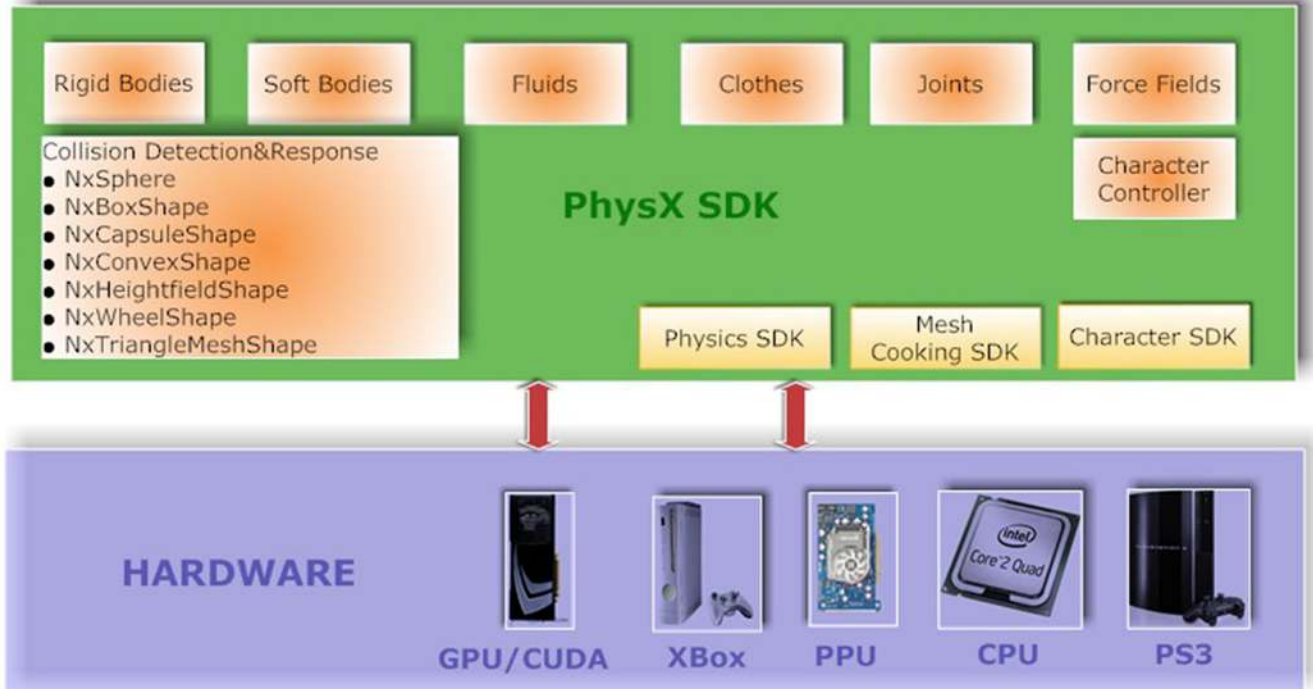 Rigid Bodies
Soft Bodies
Fluids
Clothes
Joints
Force Fields
Collision Detection&Response
● NxSphere
● NxBoxShape
● NxCapsuleShape
● NxConvexShape
● NxHeightfieldShape
● NxWheelShape
● NxTriangleMeshShape
PhysX SDK
Character
Controller
Physics SDK
Mesh
Cooking SDK
Character SDK
HARDWARE
intel
Core™2 Quad
GPU/CUDA
XBox
PPU
CPU
PS3